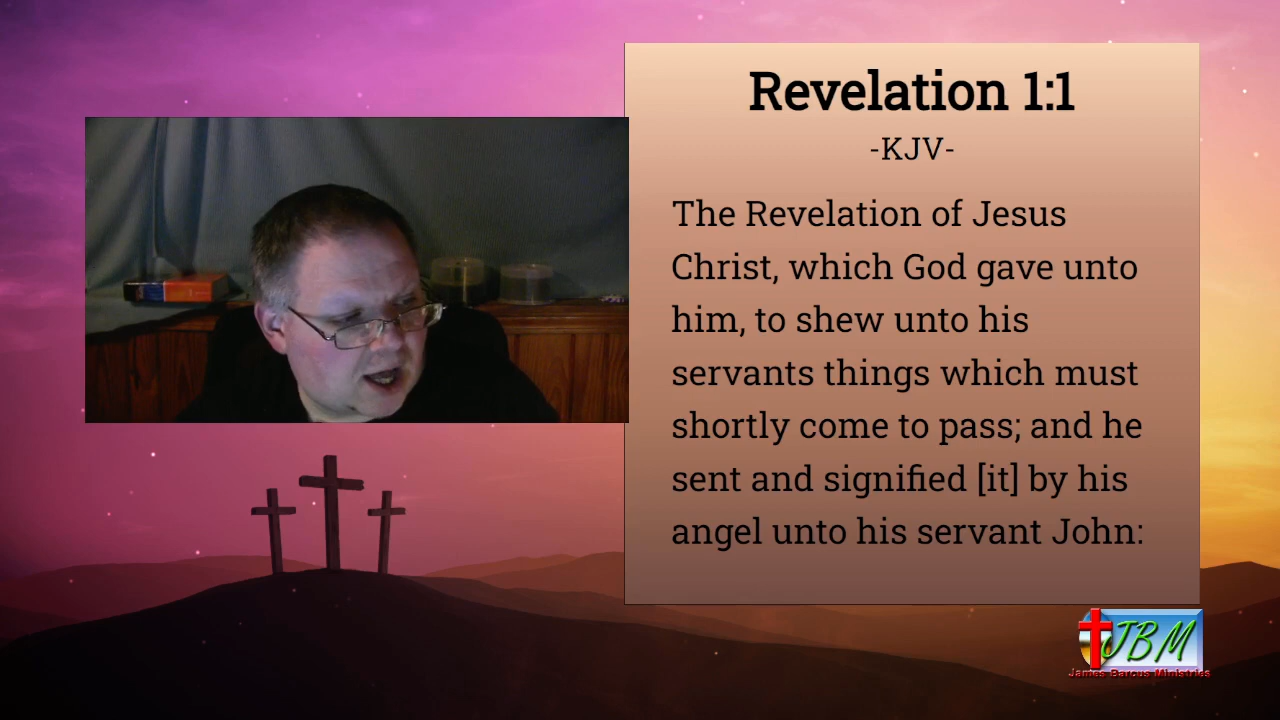 Revelation 1:1
-KJV-
The Revelation of Jesus
Christ, which God gave unto
him, to shew unto his
servants things which must
shortly come to pass; and he
sent and signified [it] by his
angel unto his servant John:
JBM
James Barcus Ministries